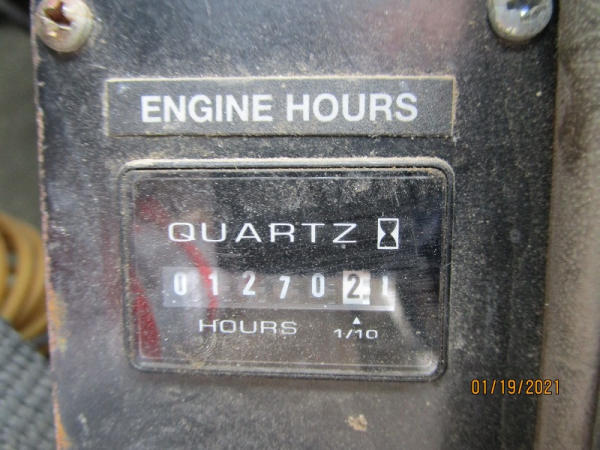 ENGINE HOURS
QUARTZ
012702
HOURS 1/10
01/19/2021